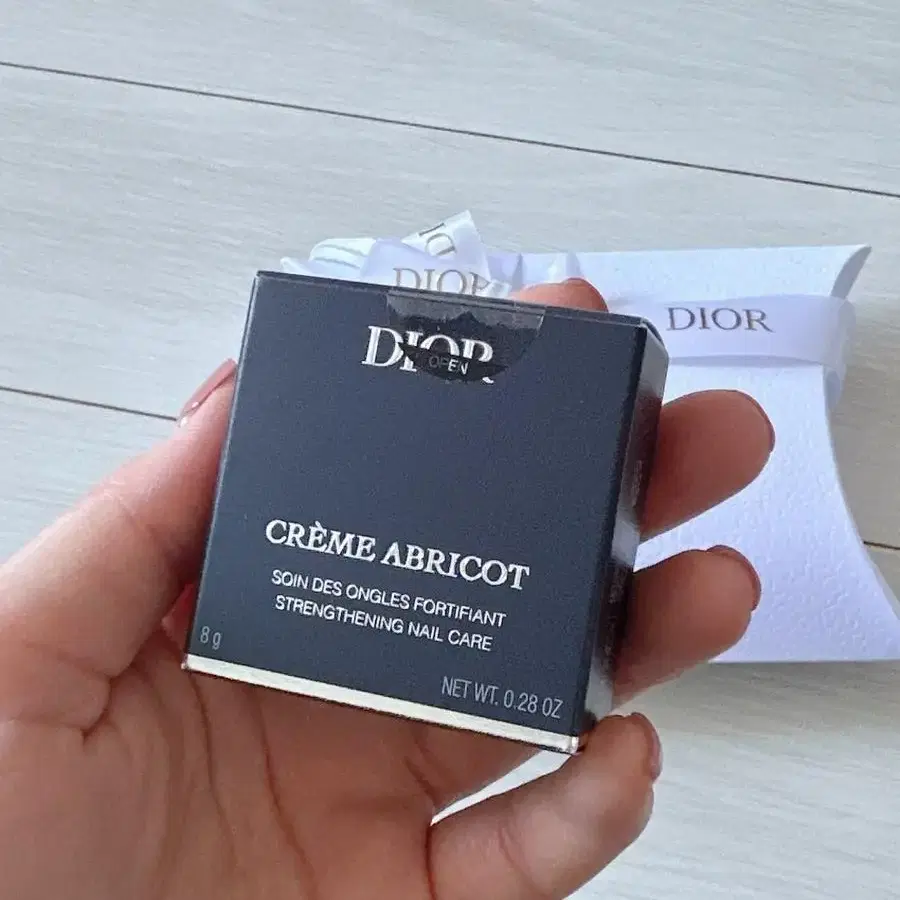 DIOR
DIOR
DIOR
OPEN
CRÈME ABRICOT
SOIN DES ONGLES FORTIFIANT
STRENGTHENING NAIL CARE
8 g
NET WT. 0.28 OZ